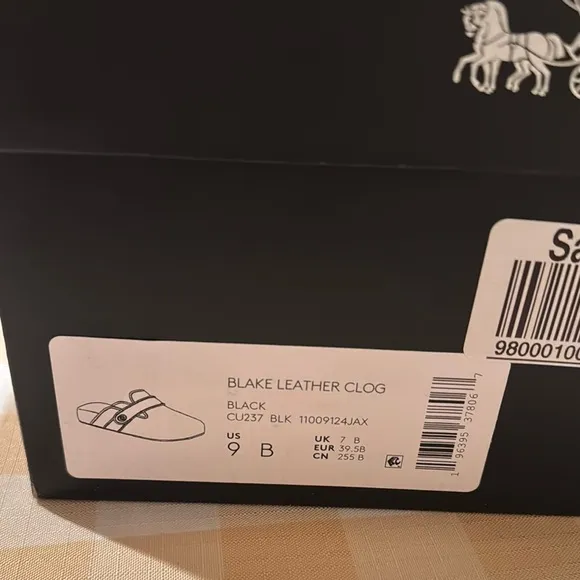 Sa
98000100
BLAKE LEATHER CLOG
BLACK
CU237 BLK 11009124JAX
US
9 B
UK 7 B
EUR 39.5B
CN 255 B
1 96395 37806 7